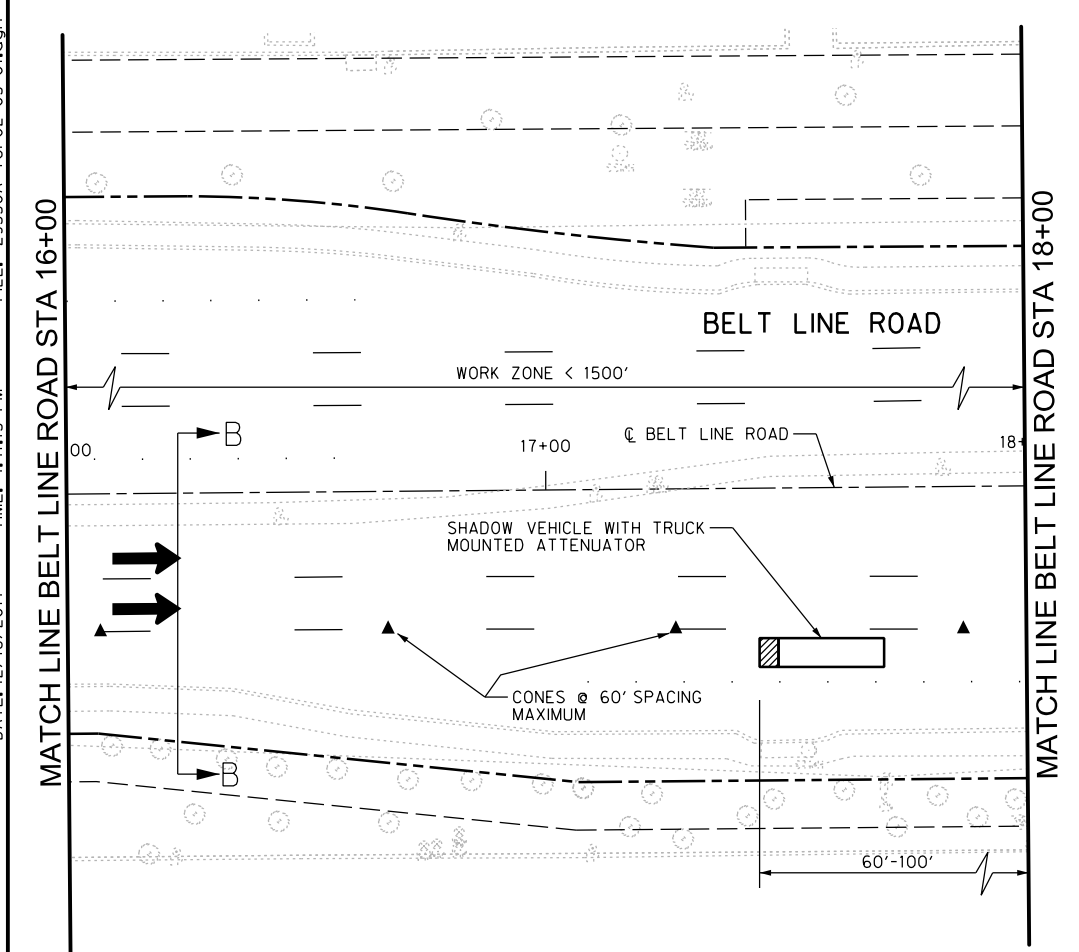 MATCH LINE BELT LINE ROAD STA 16+00
MATCH LINE BELT LINE ROAD STA 18+00
BELT LINE ROAD
WORK ZONE < 1500'
B
00
17+00
℄ BELT LINE ROAD
18+
SHADOW VEHICLE WITH TRUCK
MOUNTED ATTENUATOR
CONES @ 60' SPACING
MAXIMUM
B
60'-100'